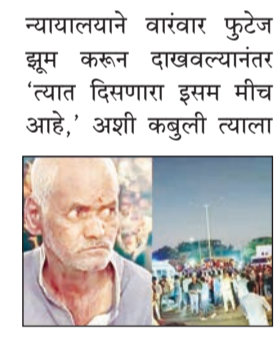 न्यायालयाने वारंवार फुटेज
झूम करून दाखवल्यानंतर
‘त्यात दिसणारा इसम मीच
आहे,’ अशी कबुली त्याला